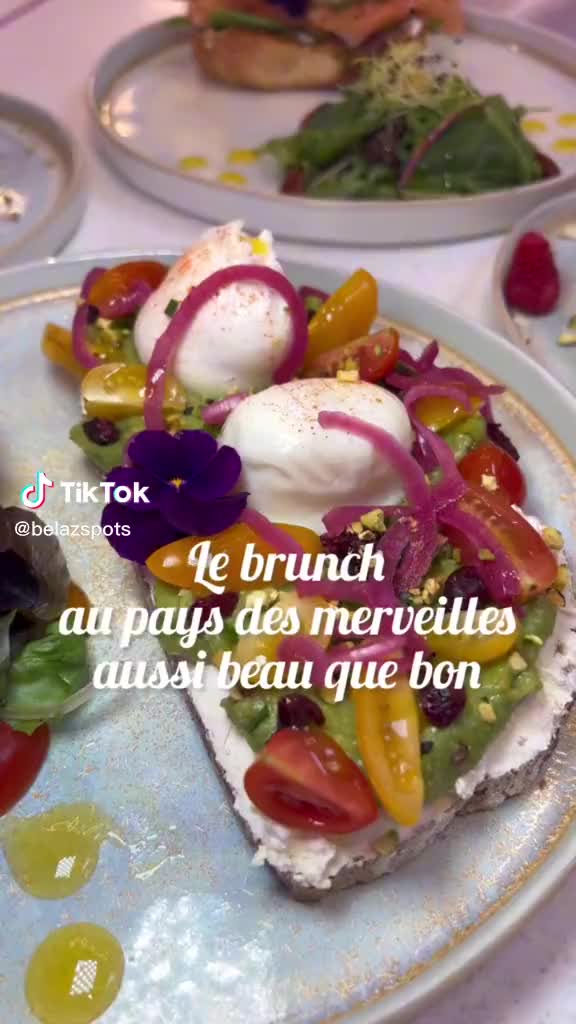 TikTok
@belazspots
Le brunch
au pays des merveilles
aussi beau que bon